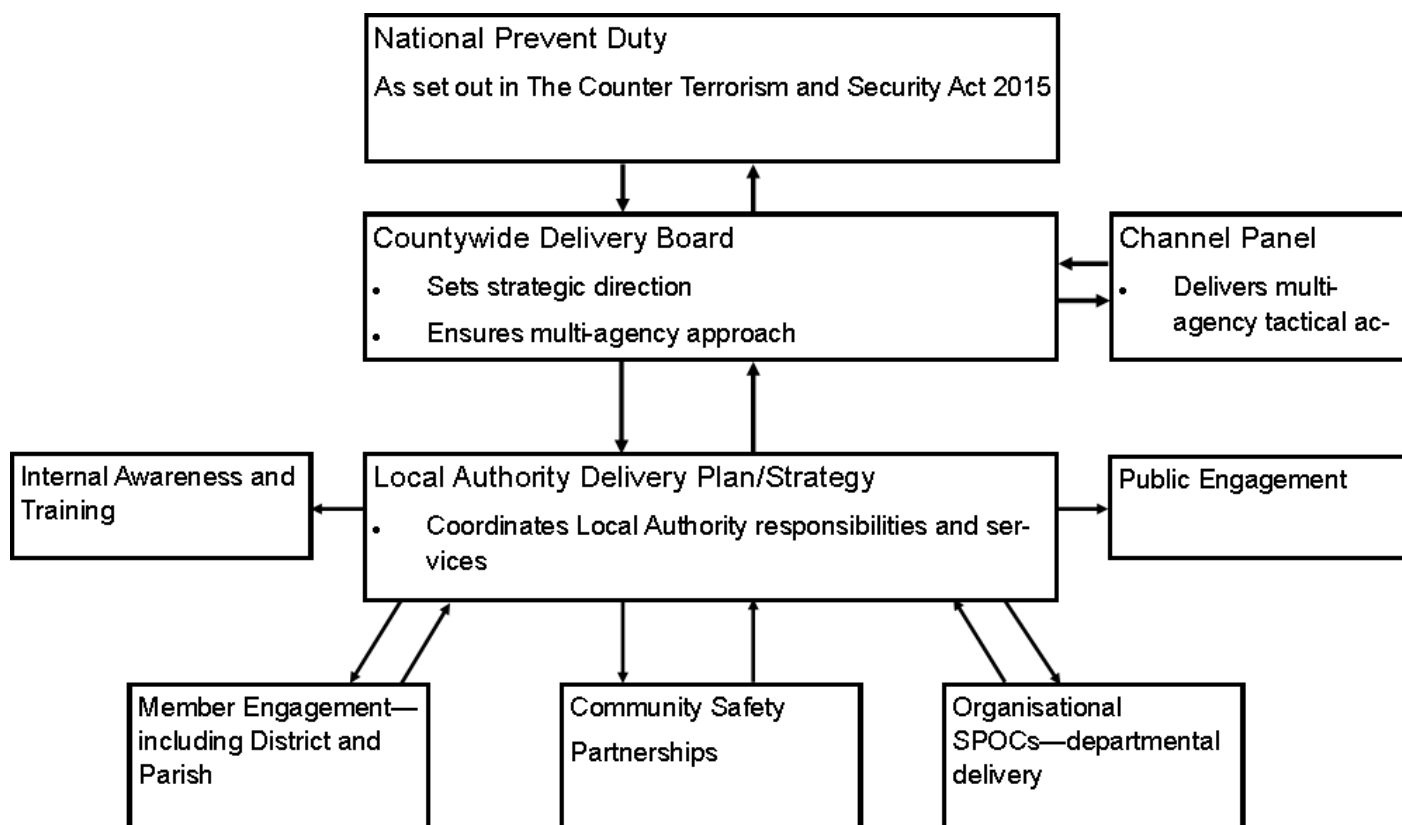 National Prevent Duty
As set out in The Counter Terrorism and Security Act 2015
Countywide Delivery Board
• Sets strategic direction
• Ensures multi-agency approach
Channel Panel
• Delivers multi-
agency tactical ac-
Internal Awareness and
Training
Local Authority Delivery Plan/Strategy
• Coordinates Local Authority responsibilities and ser-
vices
Public Engagement
Member Engagement—
including District and
Parish
Community Safety
Partnerships
Organisational
SPOCs—departmental
delivery